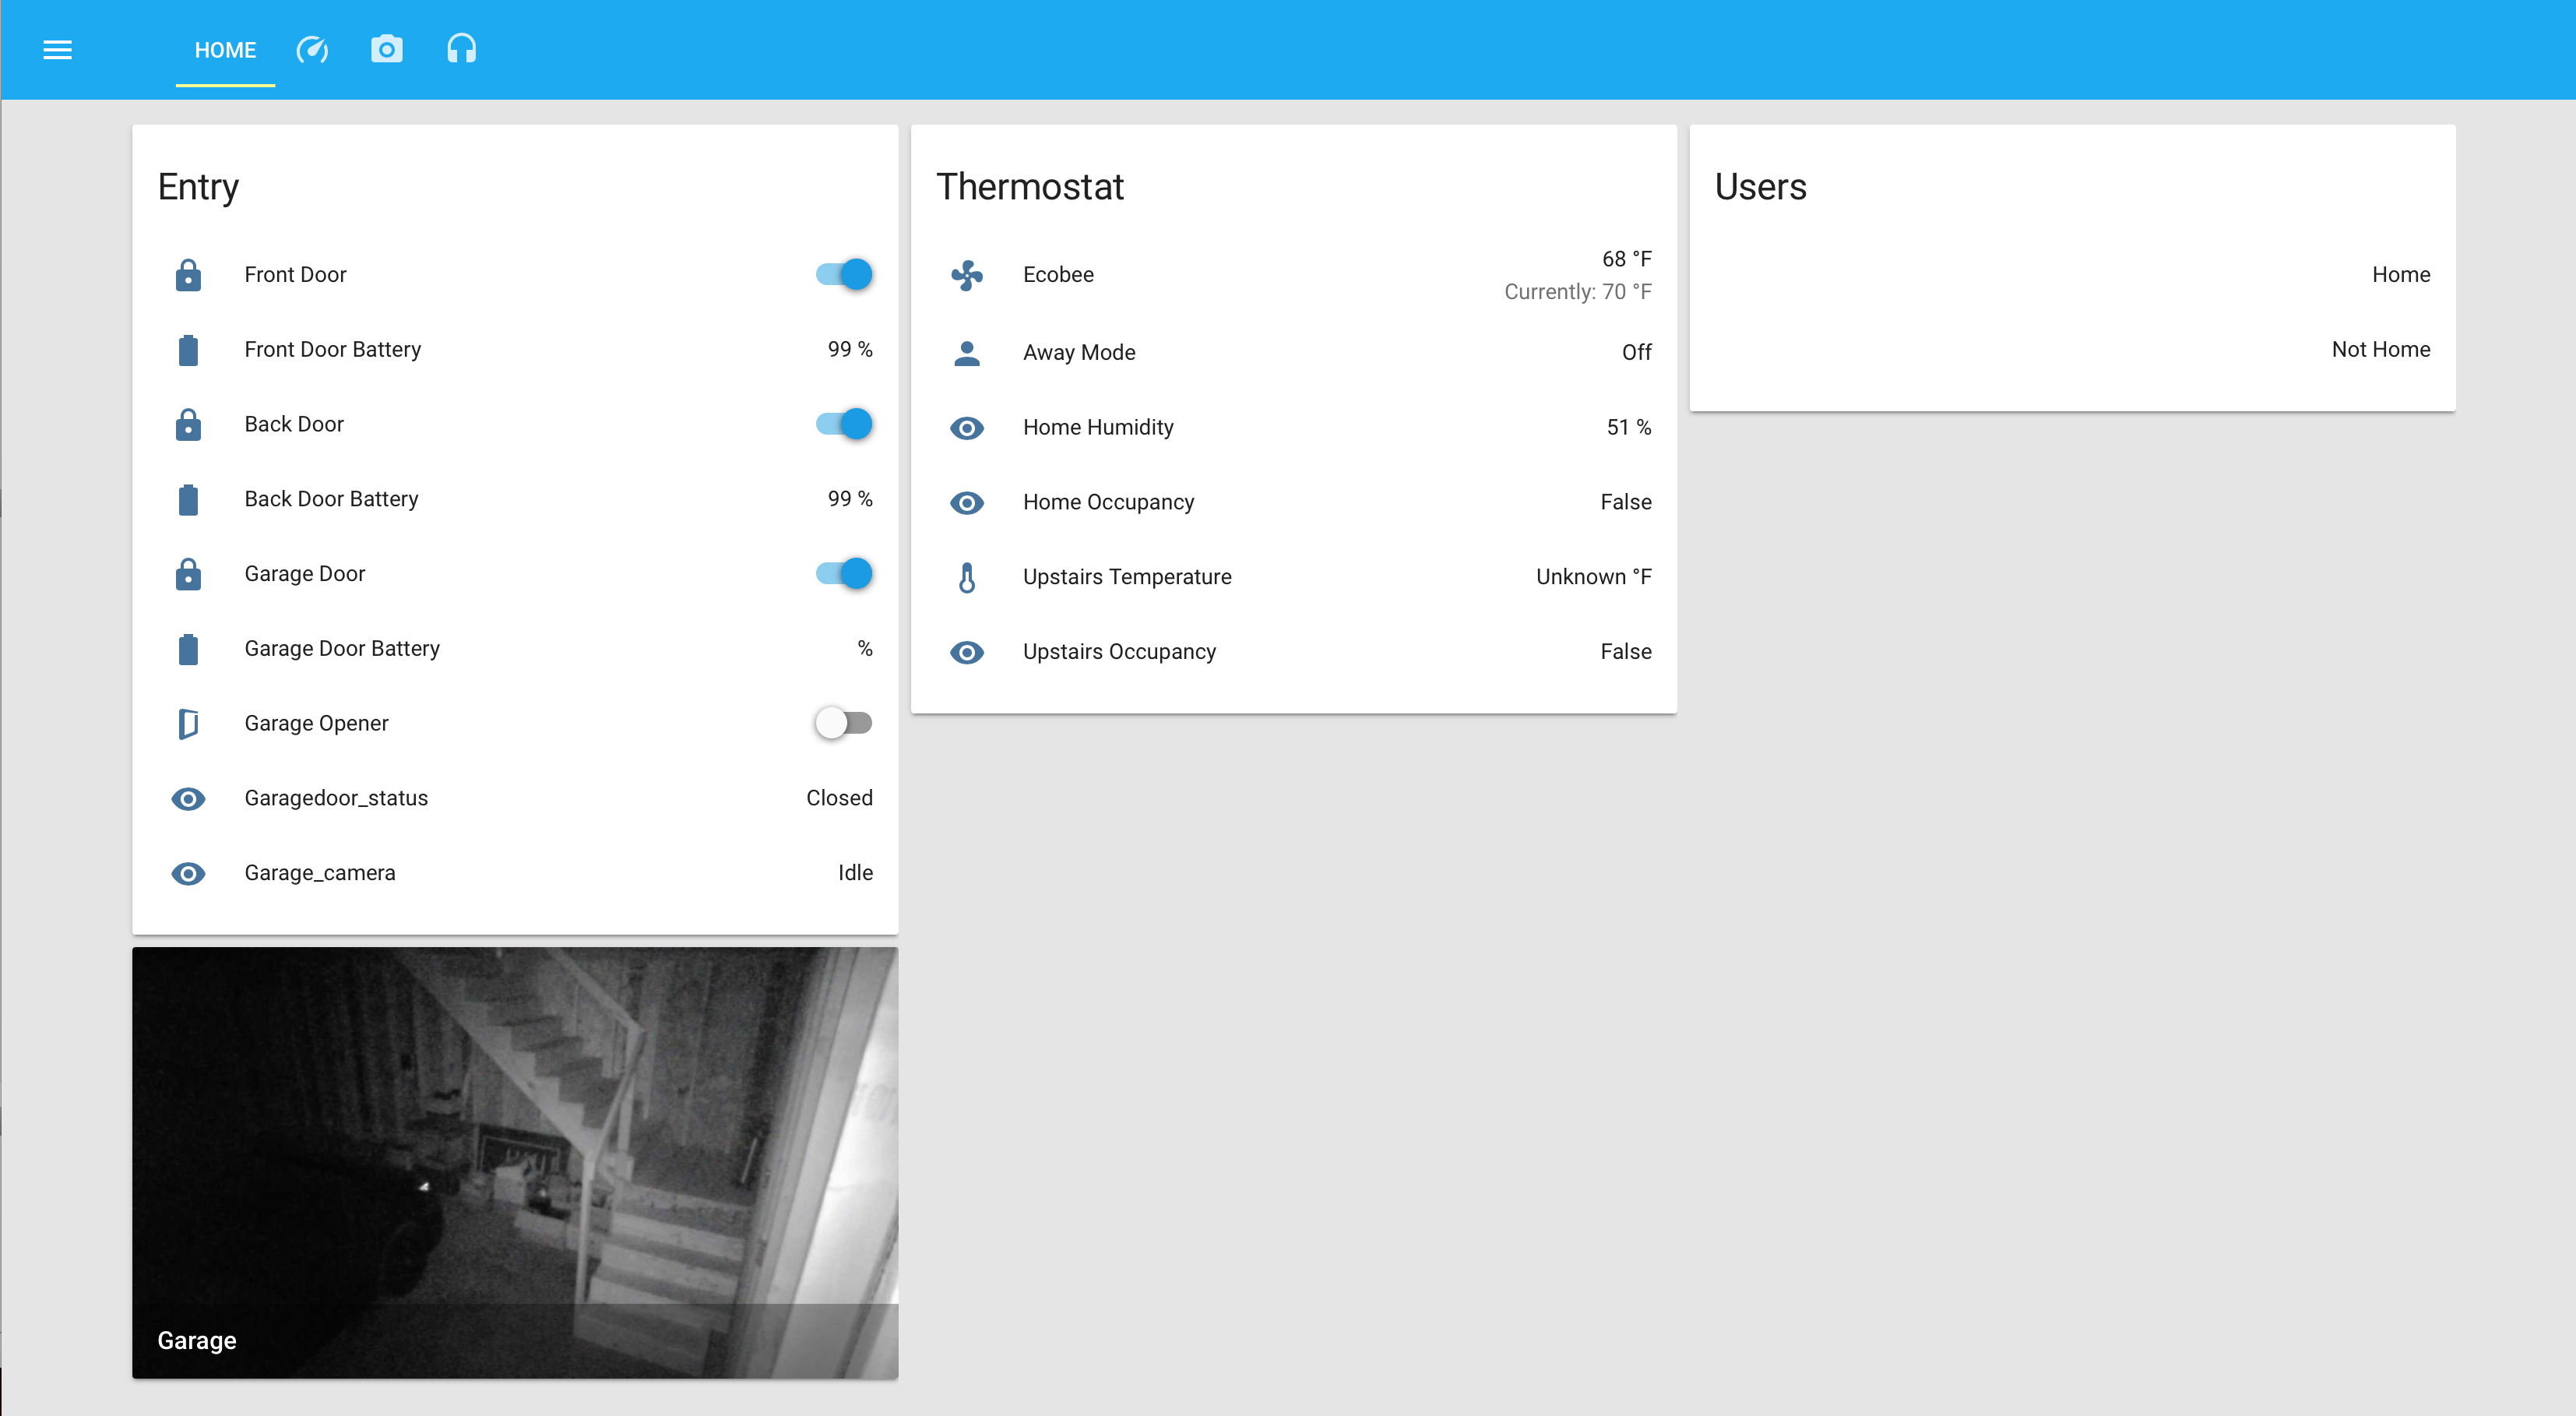 HOME
Entry
Front Door
Front Door Battery 99 %
Back Door
Back Door Battery 99 %
Garage Door
Garage Door Battery %
Garage Opener
Garagedoor_status Closed
Garage_camera Idle
Garage
Thermostat
Ecobee 68 °F
Currently: 70 °F
Away Mode Off
Home Humidity 51 %
Home Occupancy False
Upstairs Temperature Unknown °F
Upstairs Occupancy False
Users
Home
Not Home